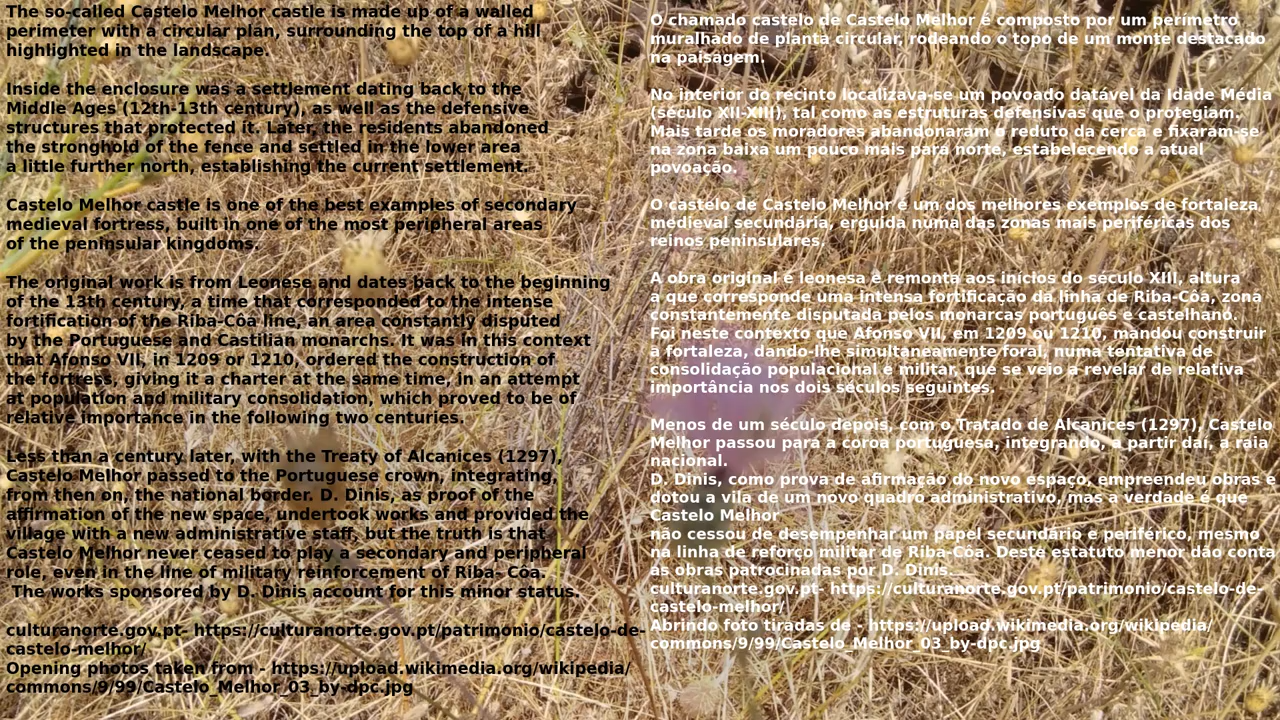 The so-called Castelo Melhor castle is made up of a walled
perimeter with a circular plan, surrounding the top of a hill
highlighted in the landscape.
Inside the enclosure was a settlement dating back to the
Middle Ages (12th-13th century), as well as the defensive
structures that protected it. Later, the residents abandoned
the stronghold of the fence and settled in the lower area
a little further north, establishing the current settlement.
Castelo Melhor castle is one of the best examples of secondary
medieval fortress, built in one of the most peripheral areas
of the peninsular kingdoms.
The original work is from Leonese and dates back to the beginning
of the 13th century, a time that corresponded to the intense
fortification of the Riba-Côa line, an area constantly disputed
by the Portuguese and Castilian monarchs. It was in this context
that Afonso VII, in 1209 or 1210, ordered the construction of
the fortress, giving it a charter at the same time, in an attempt
at population and military consolidation, which proved to be of
relative importance in the following two centuries.
Less than a century later, with the Treaty of Alcanices (1297),
Castelo Melhor passed to the Portuguese crown, integrating,
from then on, the national border. D. Dinis, as proof of the
affirmation of the new space, undertook works and provided the
village with a new administrative staff, but the truth is that
Castelo Melhor never ceased to play a secondary and peripheral
role, even in the line of military reinforcement of Riba- Côa.
The works sponsored by D. Dinis account for this minor status.
culturanorte.gov.pt- https://culturanorte.gov.pt/patrimonio/castelo-de-
castelo-melhor/
Opening photos taken from - https://upload.wikimedia.org/wikipedia/
commons/9/99/Castelo_Melhor_03_by-dpc.jpg
O chamado castelo de Castelo Melhor é composto por um perímetro
muralhado de planta circular, rodeando o topo de um monte destacado
na paisagem.
No interior do recinto localizava-se um povoado datável da Idade Média
(século XII-XIII), tal como as estruturas defensivas que o protegiam.
Mais tarde os moradores abandonaram o reduto da cerca e fixaram-se
na zona baixa um pouco mais para norte, estabelecendo a atual
povoação.
O castelo de Castelo Melhor é um dos melhores exemplos de fortaleza,
medieval secundária, erguida numa das zonas mais periféricas dos
reinos peninsulares.
A obra original é leonesa e remonta aos inícios do século XIII, altura
a que corresponde uma intensa fortificação da linha de Riba-Côa, zona
constantemente disputada pelos monarcas português e castelhano.
Foi neste contexto que Afonso VII, em 1209 ou 1210, mandou construir
a fortaleza, dando-lhe simultaneamente foral, numa tentativa de
consolidação populacional e militar, que se veio a revelar de relativa
importância nos dois séculos seguintes.
Menos de um século depois, com o Tratado de Alcanices (1297), Castelo
Melhor passou para a coroa portuguesa, integrando, a partir daí, a raia
nacional.
D. Dinis, como prova de afirmação do novo espaço, empreendeu obras e
dotou a vila de um novo quadro administrativo, mas a verdade é que
Castelo Melhor
não cessou de desempenhar um papel secundário e periférico, mesmo
na linha de reforço militar de Riba-Côa. Deste estatuto menor dão conta
ás obras patrocinadas por D. Dinis.
culturanorte.gov.pt- https://culturanorte.gov.pt/patrimonio/castelo-de-
castelo-melhor/
Abrindo foto tiradas de - https://upload.wikimedia.org/wikipedia/
commons/9/99/Castelo_Melhor_03_by-dpc.jpg